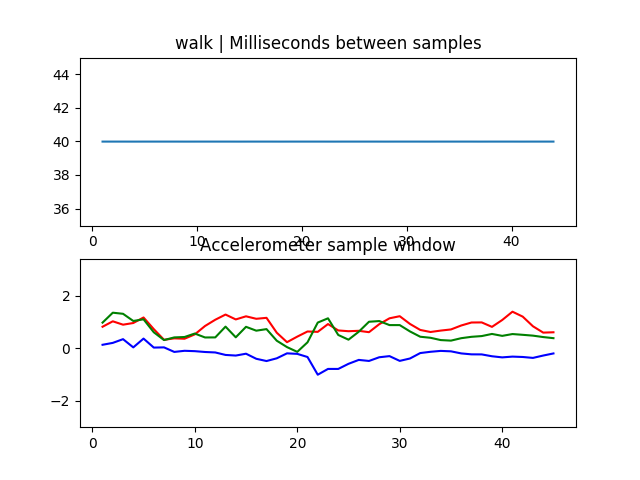 walk | Milliseconds between samples
44
42
40
38
36
0 10 20 30 40
Accelerometer sample window
2
0
−2
0 10 20 30 40